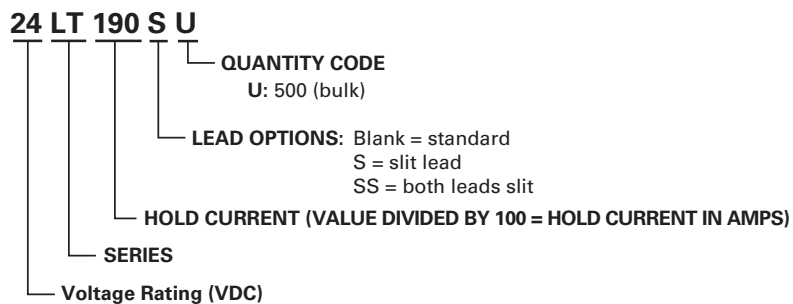 24 LT 190 S U
QUANTITY CODE
U: 500 (bulk)
LEAD OPTIONS: Blank = standard
S = slit lead
SS = both leads slit
HOLD CURRENT (VALUE DIVIDED BY 100 = HOLD CURRENT IN AMPS)
SERIES
Voltage Rating (VDC)